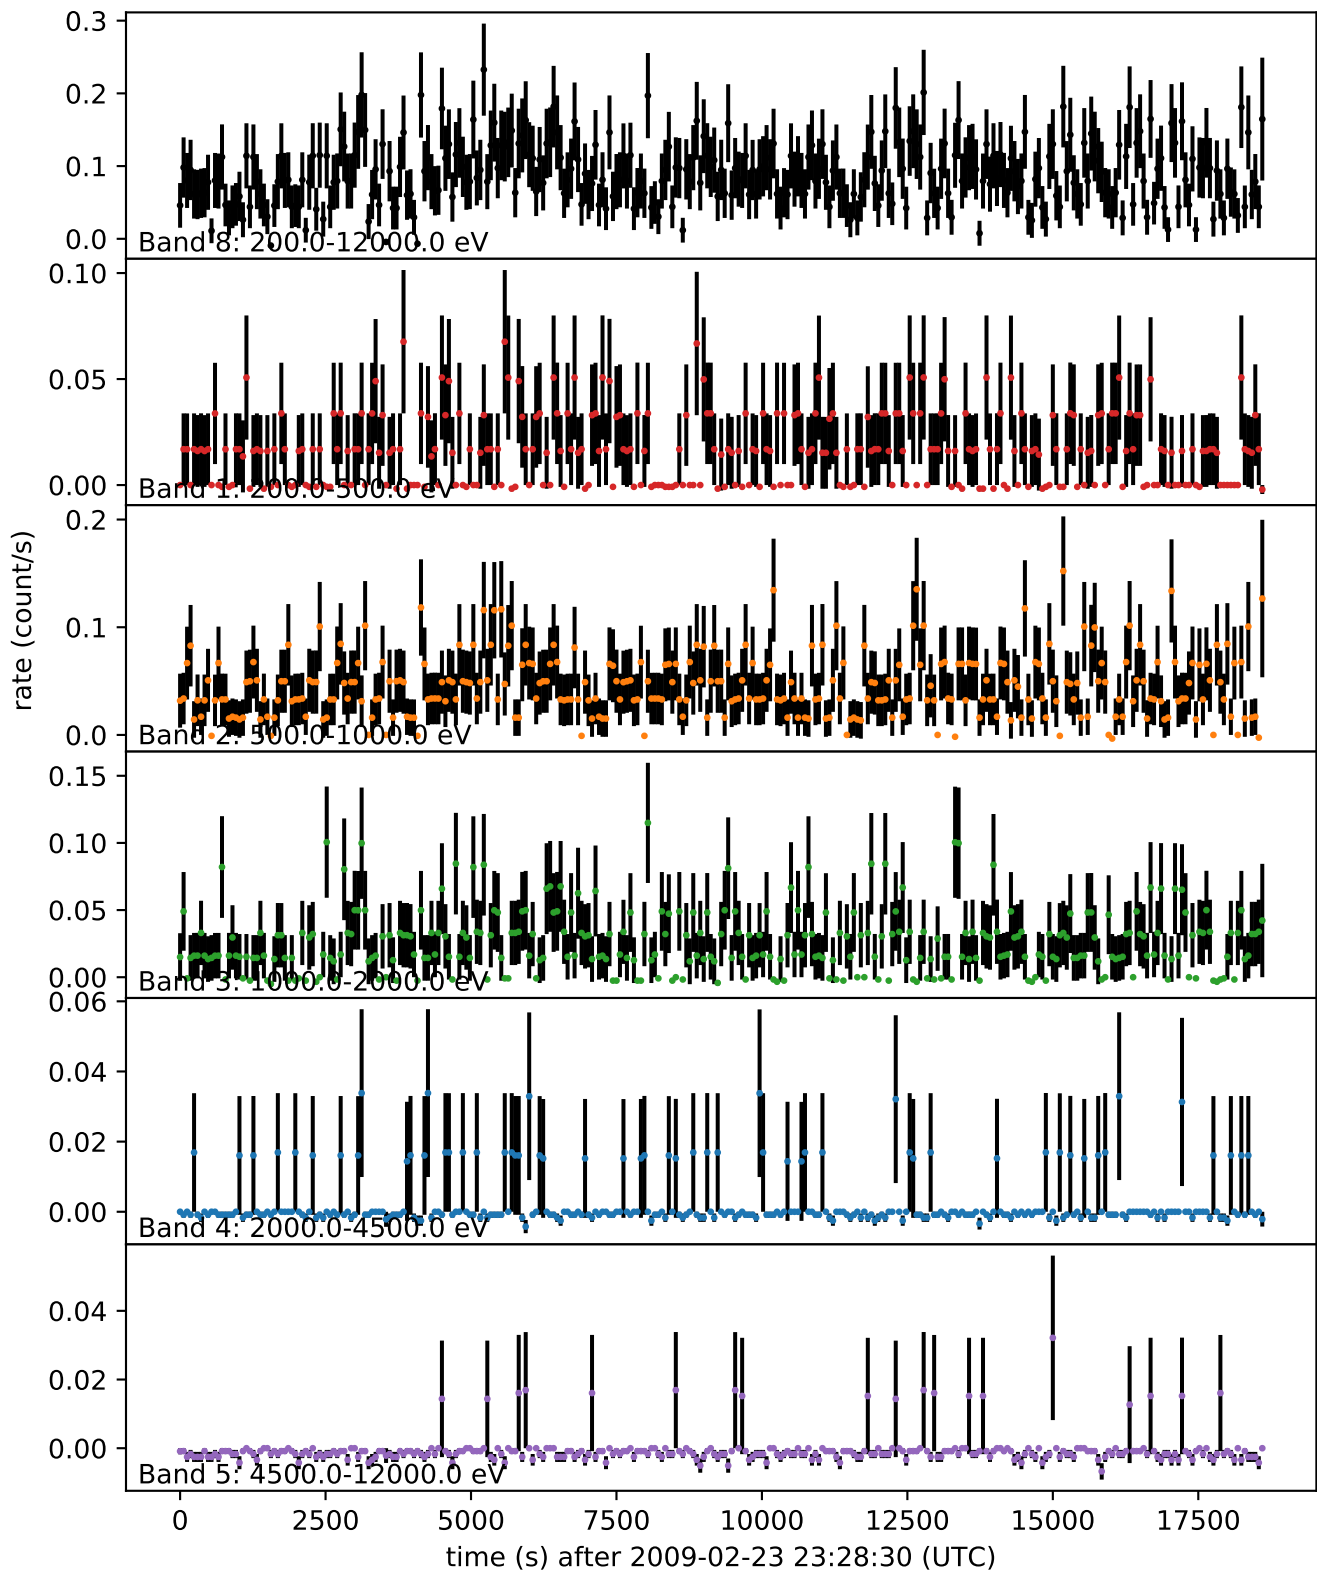 0.3
0.2
0.1
0.0
Band 8: 200.0-12000.0 eV
0.10
0.05
0.00
Band 1: 200.0-500.0 eV
0.2
0.1
0.0
Band 2: 500.0-1000.0 eV
rate (count/s)
0.15
0.10
0.05
0.00
Band 3: 1000.0-2000.0 eV
0.06
0.04
0.02
0.00
Band 4: 2000.0-4500.0 eV
0.04
0.02
0.00
Band 5: 4500.0-12000.0 eV
0 2500 5000 7500 10000 12500 15000 17500
time (s) after 2009-02-23 23:28:30 (UTC)